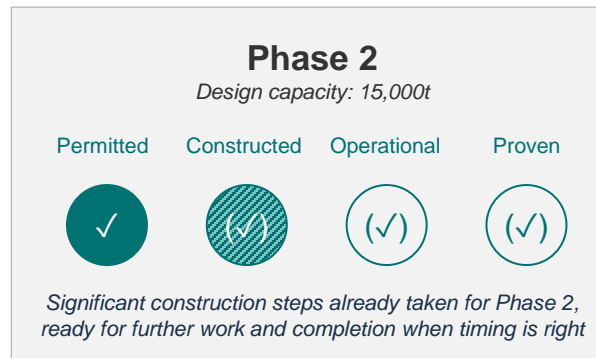 Phase 2
Design capacity: 15,000t
Permitted Constructed Operational Proven
✓ (✓) (✓) (✓)
Significant construction steps already taken for Phase 2,
ready for further work and completion when timing is right